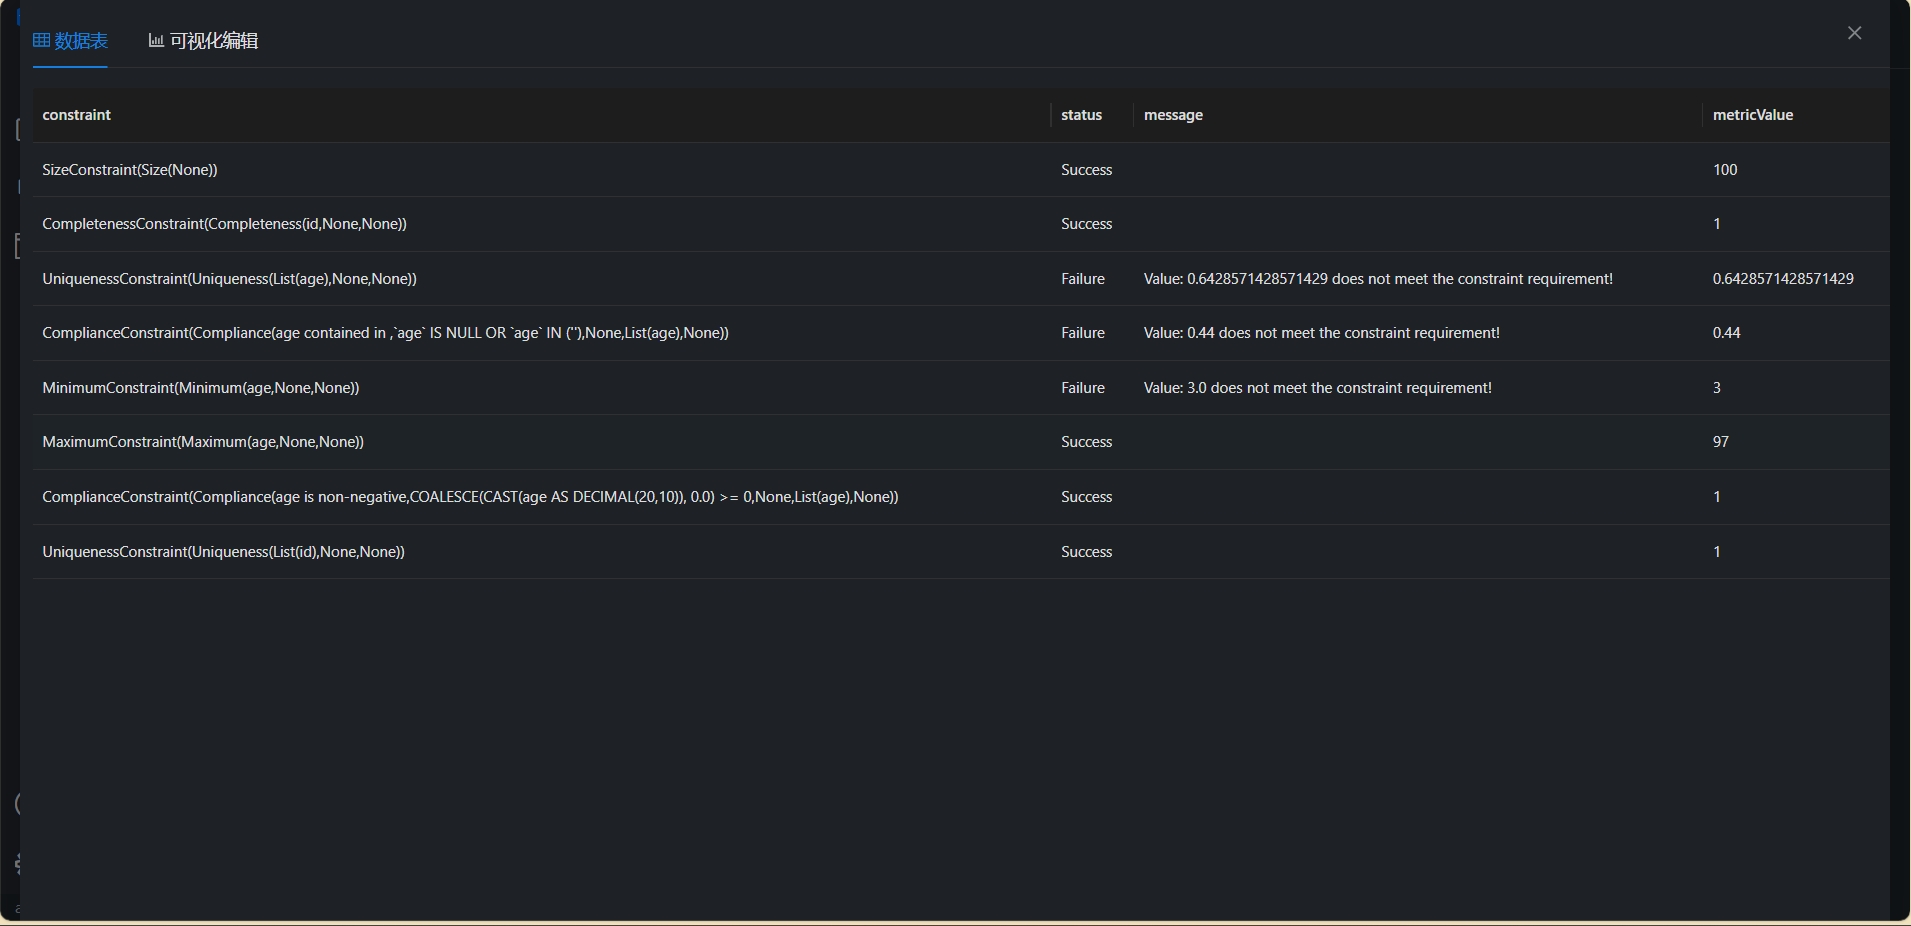 数据表 可视化编辑
constraint status message metricValue
SizeConstraint(Size(None)) Success 100
CompletenessConstraint(Completeness(id,None,None)) Success 1
UniquenessConstraint(Uniqueness(List(age),None,None)) Failure Value: 0.6428571428571429 does not meet the constraint requirement! 0.6428571428571429
ComplianceConstraint(Compliance(age contained in ,`age` IS NULL OR `age` IN (''),None,List(age),None)) Failure Value: 0.44 does not meet the constraint requirement! 0.44
MinimumConstraint(Minimum(age,None,None)) Failure Value: 3.0 does not meet the constraint requirement! 3
MaximumConstraint(Maximum(age,None,None)) Success 97
ComplianceConstraint(Compliance(age is non-negative,COALESCE(CAST(age AS DECIMAL(20,10)), 0.0) >= 0,None,List(age),None)) Success 1
UniquenessConstraint(Uniqueness(List(id),None,None)) Success 1